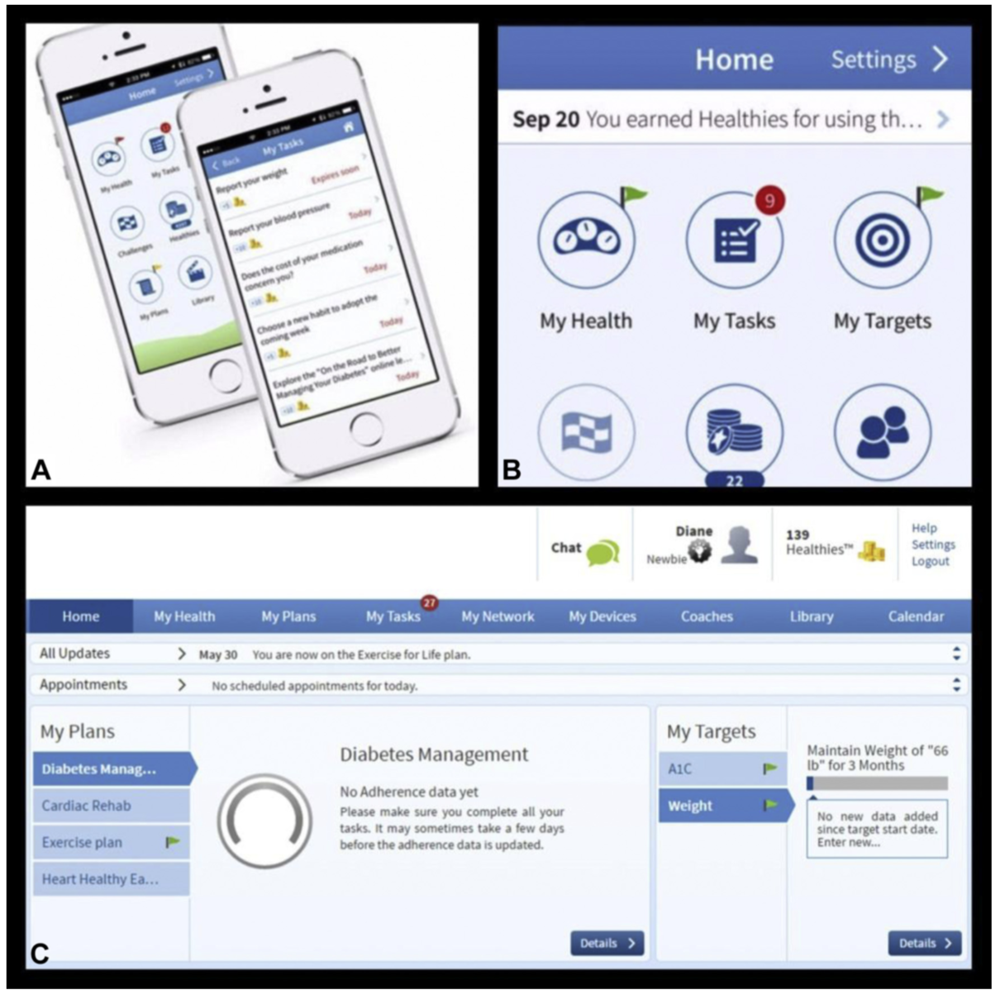 2:33 PM
Home
Settings
My Health
My Tasks
Challenges
Healthies
My Plans
Library
2:33 PM
Back
My Tasks
Report your weight
Expires soon
Report your blood pressure
Today
Does the cost of your medication
concern you?
Today
Choose a new habit to adopt the
coming week
Today
Explore the "On the Road to Better
Managing Your Diabetes" online le...
Today
A
Home
Settings
Sep 20 You earned Healthies for using th...
9
My Health
My Tasks
My Targets
22
B
Chat
Diane
Newbie
139
Healthies™
Help
Settings
Logout
Home
My Health
My Plans
My Tasks
27
My Network
My Devices
Coaches
Library
Calendar
All Updates
May 30 You are now on the Exercise for Life plan.
Appointments
No scheduled appointments for today.
My Plans
Diabetes Manag...
Cardiac Rehab
Exercise plan
Heart Healthy Ea...
Diabetes Management
No Adherence data yet
Please make sure you complete all your
tasks. It may sometimes take a few days
before the adherence data is updated.
Details
My Targets
A1C
Weight
Maintain Weight of "66
lb" for 3 Months
No new data added
since target start date.
Enter new...
Details
C